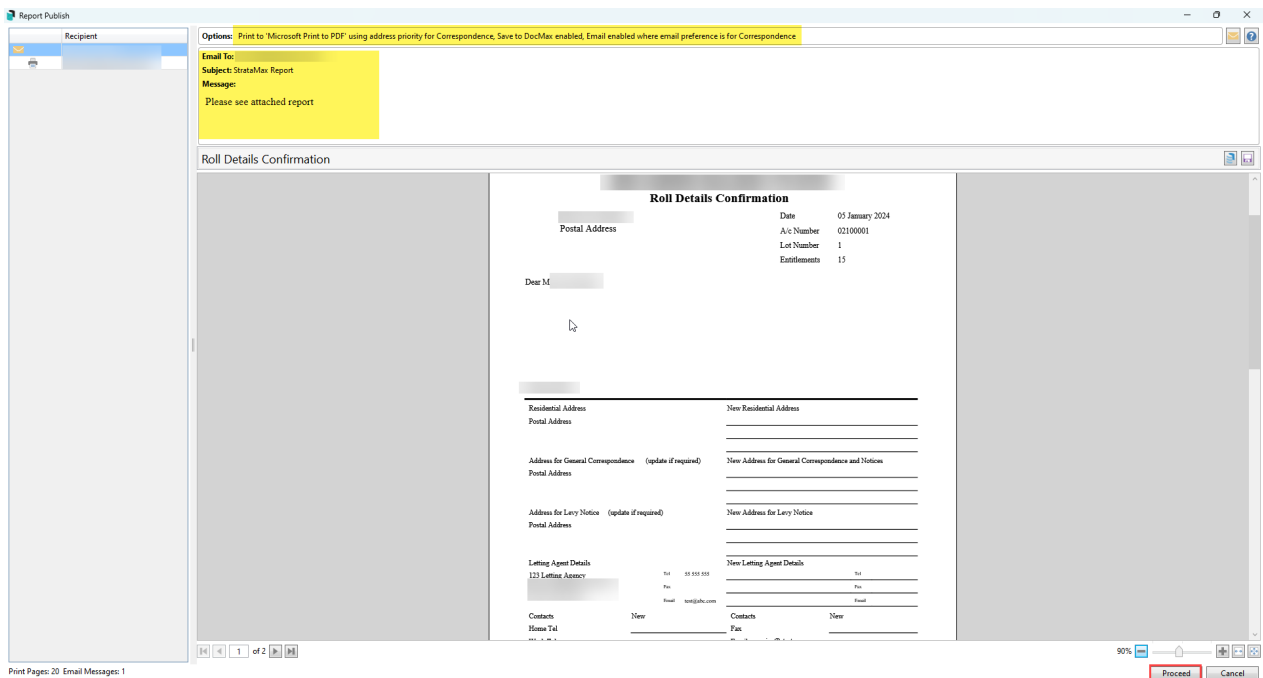 Report Publish
Recipient
Options: Print to 'Microsoft Print to PDF' using address priority for Correspondence, Save to DocMax enabled, Email enabled where email preference is for Correspondence
Email To:
Subject: StrataMax Report
Message:
Please see attached report
Roll Details Confirmation
Roll Details Confirmation
Date 05 January 2024
Postal Address
A/c Number 02100001
Lot Number 1
Entitlements 15
Dear M
Residential Address New Residential Address
Postal Address
Address for General Correspondence (update if required) New Address for General Correspondence and Notices
Postal Address
Address for Levy Notice (update if required) New Address for Levy Notice
Postal Address
Letting Agent Details New Letting Agent Details
123 Letting Agency Tel 55 555 555 Tel
Fax Fax
Email test@abc.com Email
Contacts New Contacts New
Home Tel Fax
1 of 2
90%
Print Pages: 20 Email Messages: 1
Proceed Cancel